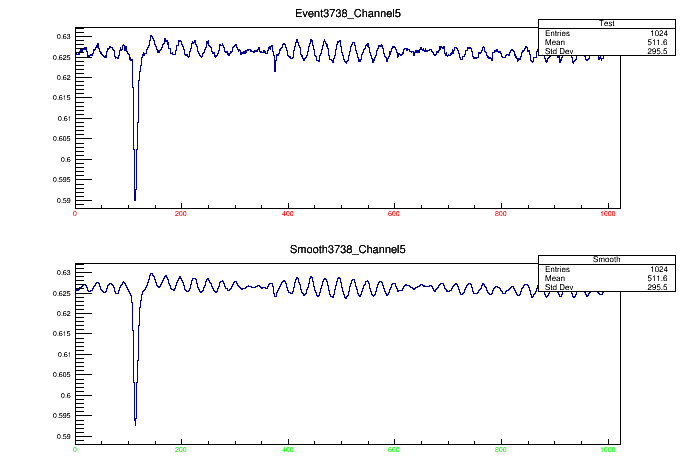 Event3738_Channel5
Test
Entries 1024
Mean 511.6
Std Dev 295.5
0.63
0.625
0.62
0.615
0.61
0.605
0.6
0.595
0.59
0 200 400 600 800 1000
Smooth3738_Channel5
Smooth
Entries 1024
Mean 511.6
Std Dev 295.5
0.63
0.625
0.62
0.615
0.61
0.605
0.6
0.595
0.59
0 200 400 600 800 1000